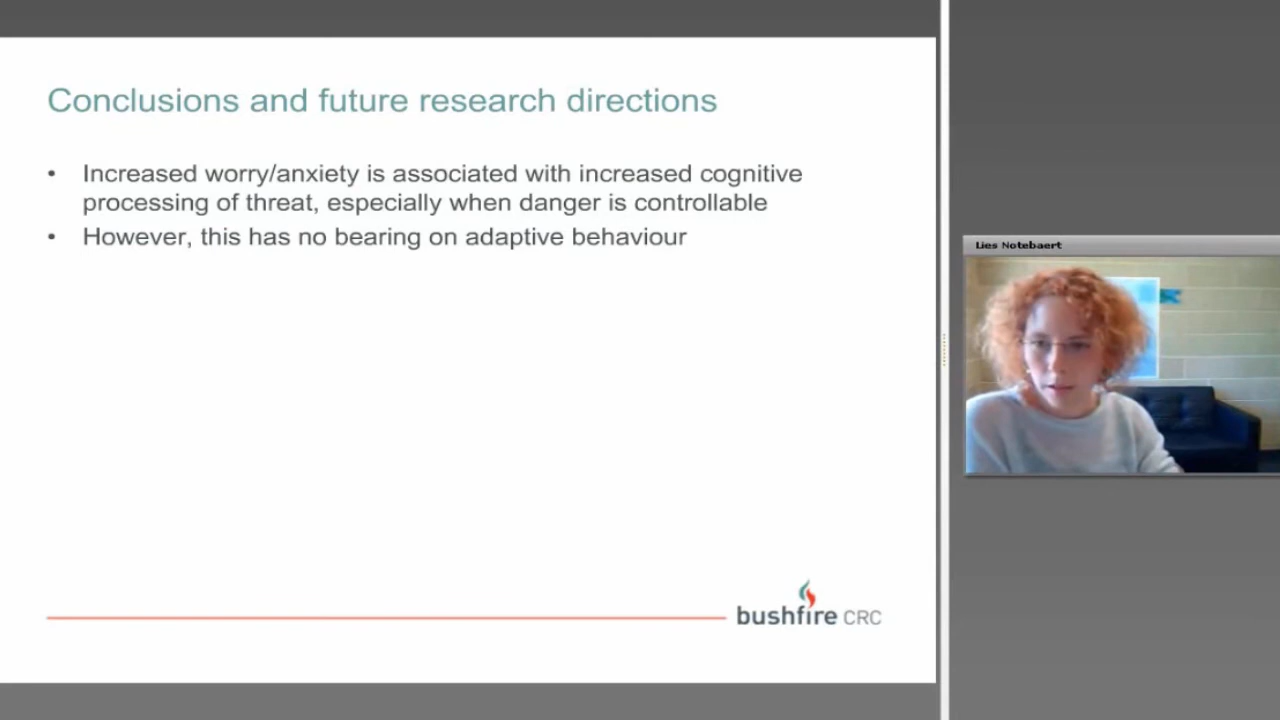 Conclusions and future research directions
• Increased worry/anxiety is associated with increased cognitive
processing of threat, especially when danger is controllable
• However, this has no bearing on adaptive behaviour
bushfire CRC
Lies Notebaert